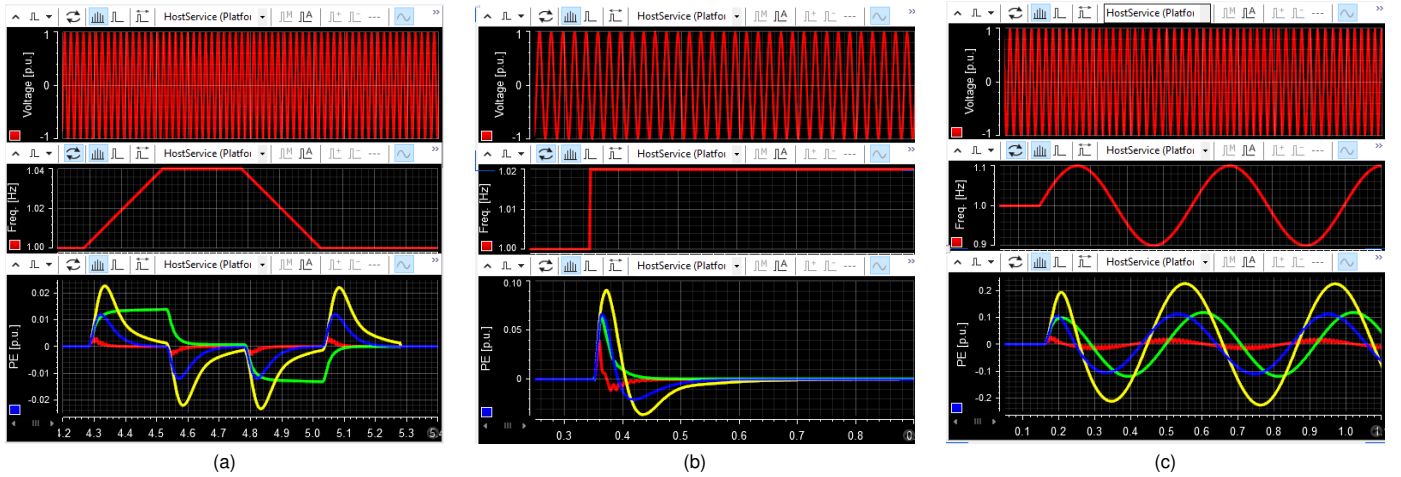 HostService (Platfor
Voltage [p.u.]
1
0
-1
HostService (Platfor
Freq. [Hz]
1.04
1.02
1.00
HostService (Platfor
PE [p.u.]
0.02
0.01
0
-0.01
-0.02
1.2 4.3 4.4 4.5 4.6 4.7 4.8 4.9 5.0 5.1 5.2 5.3 5.4
(a)
HostService (Platfor
Voltage [p.u.]
1
0
-1
HostService (Platfor
Freq. [Hz]
1.02
1.01
1.00
HostService (Platfor
PE [p.u.]
0.10
0.05
0
0.3 0.4 0.5 0.6 0.7 0.8 0.9
(b)
HostService (Platfor
Voltage [p.u.]
1
0
-1
HostService (Platfor
Freq. [Hz]
1.1
1.0
0.9
HostService (Platfor
PE [p.u.]
0.2
0.1
0
-0.1
-0.2
0.1 0.2 0.3 0.4 0.5 0.6 0.7 0.8 0.9 1.0
(c)